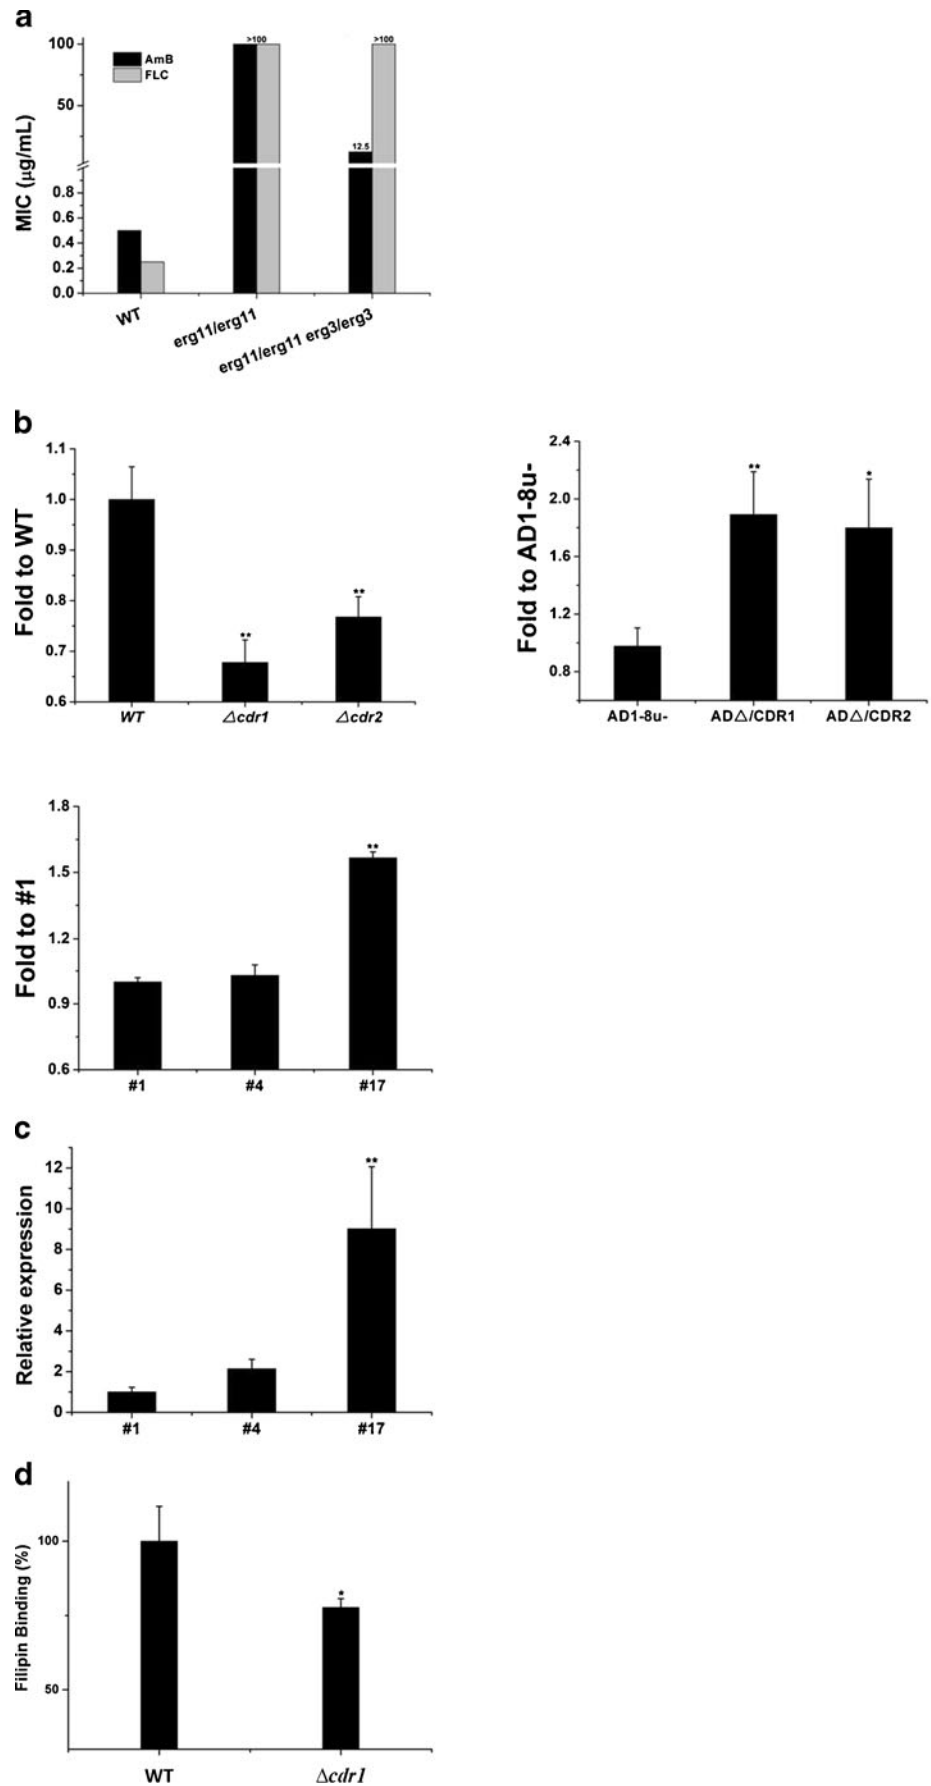 a
MIC (μg/mL)
100
50
0.8
0.6
0.4
0.2
0.0
AmB
FLC
>100
>100
12.5
WT
erg11/erg11
erg11/erg11 erg3/erg3
b
Fold to WT
1.1
1.0
0.9
0.8
0.7
0.6
**
**
WT
△cdr1
△cdr2
Fold to AD1-8u-
2.4
2.0
1.6
1.2
0.8
**
*
AD1-8u-
AD△/CDR1
AD△/CDR2
Fold to #1
1.8
1.5
1.2
0.9
0.6
**
#1
#4
#17
c
Relative expression
12
10
8
6
4
2
0
**
#1
#4
#17
d
Filipin Binding (%)
100
50
*
WT
Δcdr1